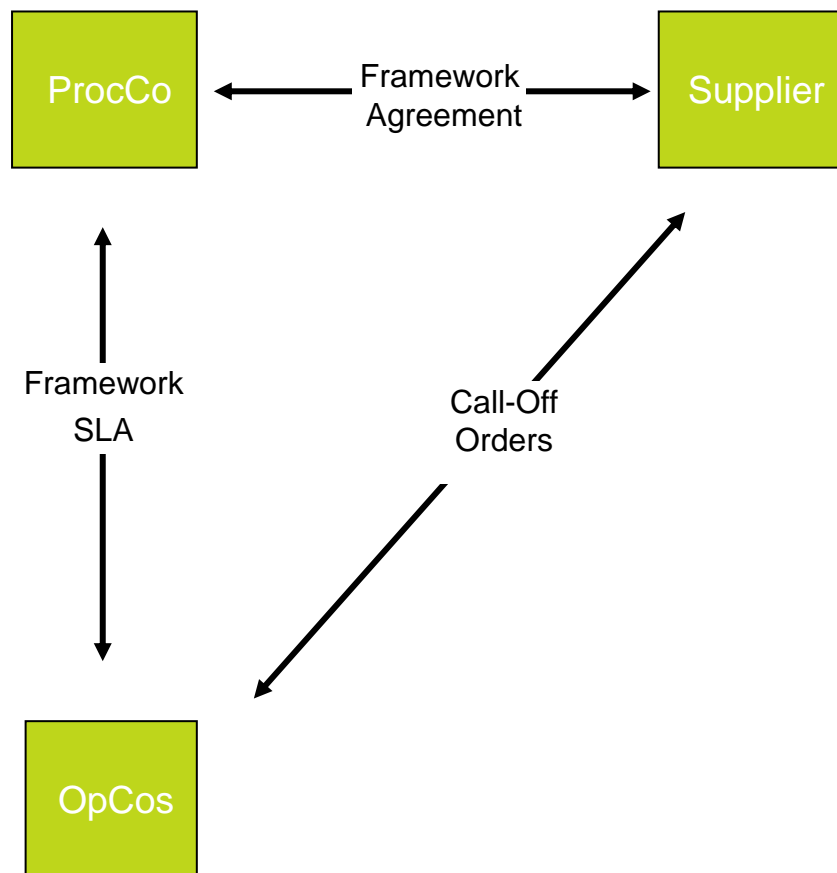 ProcCo
Framework
Agreement
Supplier
Framework
SLA
Call-Off
Orders
OpCos